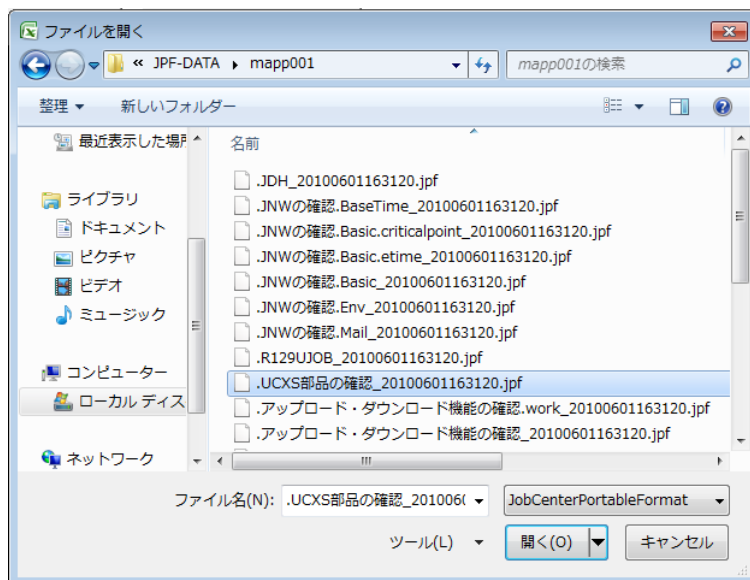 ファイルを開く
« JPF-DATA ▸ mapp001
mapp001の検索
整理 ▼ 新しいフォルダー
最近表示した場所
ライブラリ
ドキュメント
ピクチャ
ビデオ
ミュージック
コンピューター
ローカル ディス
ネットワーク
名前
.JDH_20100601163120.jpf
.JNWの確認.BaseTime_20100601163120.jpf
.JNWの確認.Basic.criticalpoint_20100601163120.jpf
.JNWの確認.Basic.etime_20100601163120.jpf
.JNWの確認.Basic_20100601163120.jpf
.JNWの確認.Env_20100601163120.jpf
.JNWの確認.Mail_20100601163120.jpf
.R129UJOB_20100601163120.jpf
.UCXS部品の確認_20100601163120.jpf
.アップロード・ダウンロード機能の確認.work_20100601163120.jpf
.アップロード・ダウンロード機能の確認_20100601163120.jpf
ファイル名(N): .UCXS部品の確認_201006( JobCenterPortableFormat
ツール(L) ▼ 開く(O) ▼ キャンセル